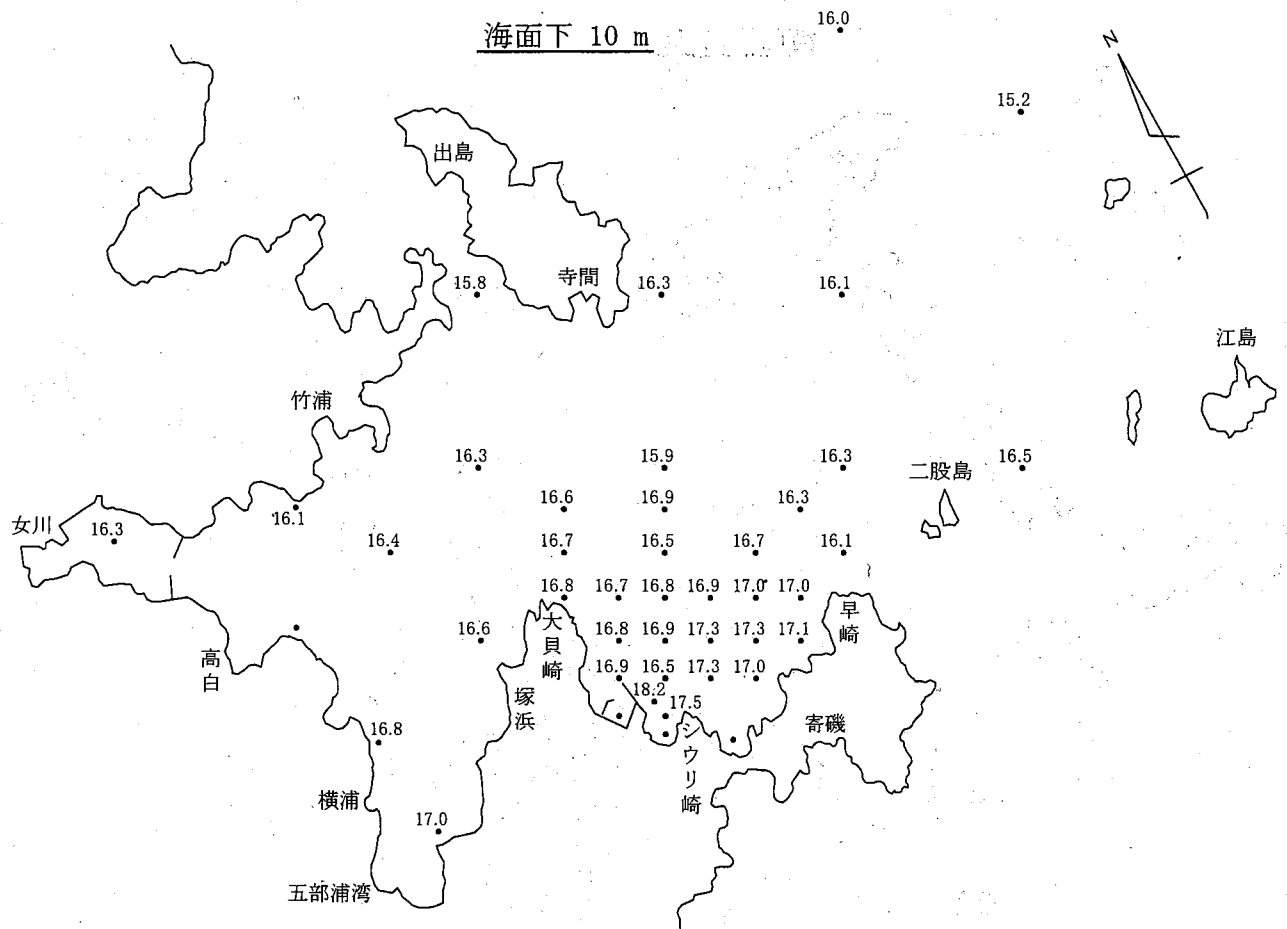 海面下 10 m
16.0
N
15.2
出島
15.8
寺間
16.3
16.1
江島
竹浦
16.3
15.9
16.3
二股島
16.5
16.6
16.9
16.3
女川
16.3
16.1
16.4
16.7
16.5
16.7
16.1
16.8
16.7
16.8
16.9
17.0
17.0
早崎
16.6
大貝崎
16.8
16.9
17.3
17.3
17.1
高白
16.9
16.5
17.3
17.0
塚浜
18.2
17.5
シウリ崎
寄磯
16.8
横浦
17.0
五部浦湾